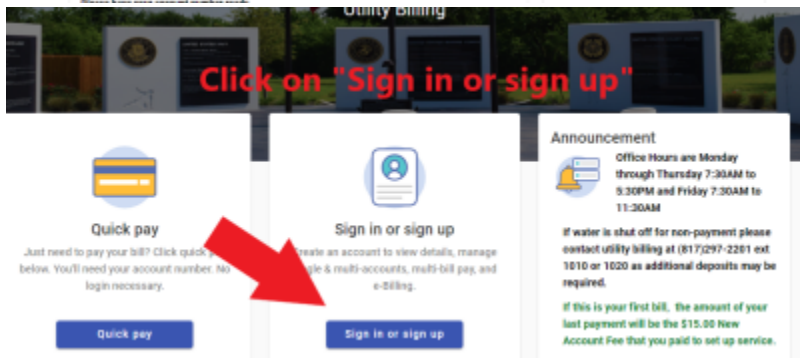 Utility Billing
Click on "Sign in or sign up"
Quick pay
Just need to pay your bill? Click quick
below. You'll need your account number. No
login necessary.
Quick pay
Sign in or sign up
Create an account to view details, manage
& multi-accounts, multi-bill pay, and
e-Billing.
Sign in or sign up
Announcement
Office Hours are Monday
through Thursday 7:30AM to
5:30PM and Friday 7:30AM to
11:30AM
If water is shut off for non-payment please
contact utility billing at (817)297-2201 ext
1010 or 1020 as additional deposits may be
required.
If this is your first bill, the amount of your
last payment will be the $15.00 New
Account Fee that you paid to set up service.